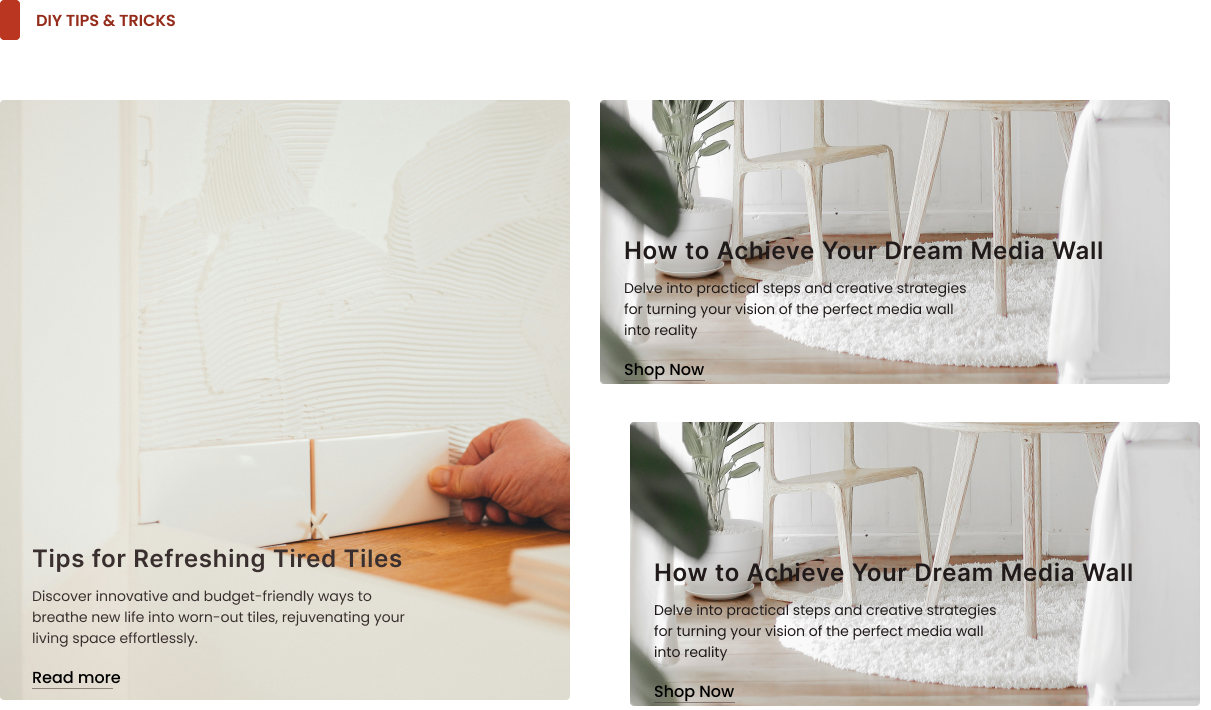 DIY TIPS & TRICKS
Tips for Refreshing Tired Tiles
Discover innovative and budget-friendly ways to
breathe new life into worn-out tiles, rejuvenating your
living space effortlessly.
Read more
How to Achieve Your Dream Media Wall
Delve into practical steps and creative strategies
for turning your vision of the perfect media wall
into reality
Shop Now
How to Achieve Your Dream Media Wall
Delve into practical steps and creative strategies
for turning your vision of the perfect media wall
into reality
Shop Now